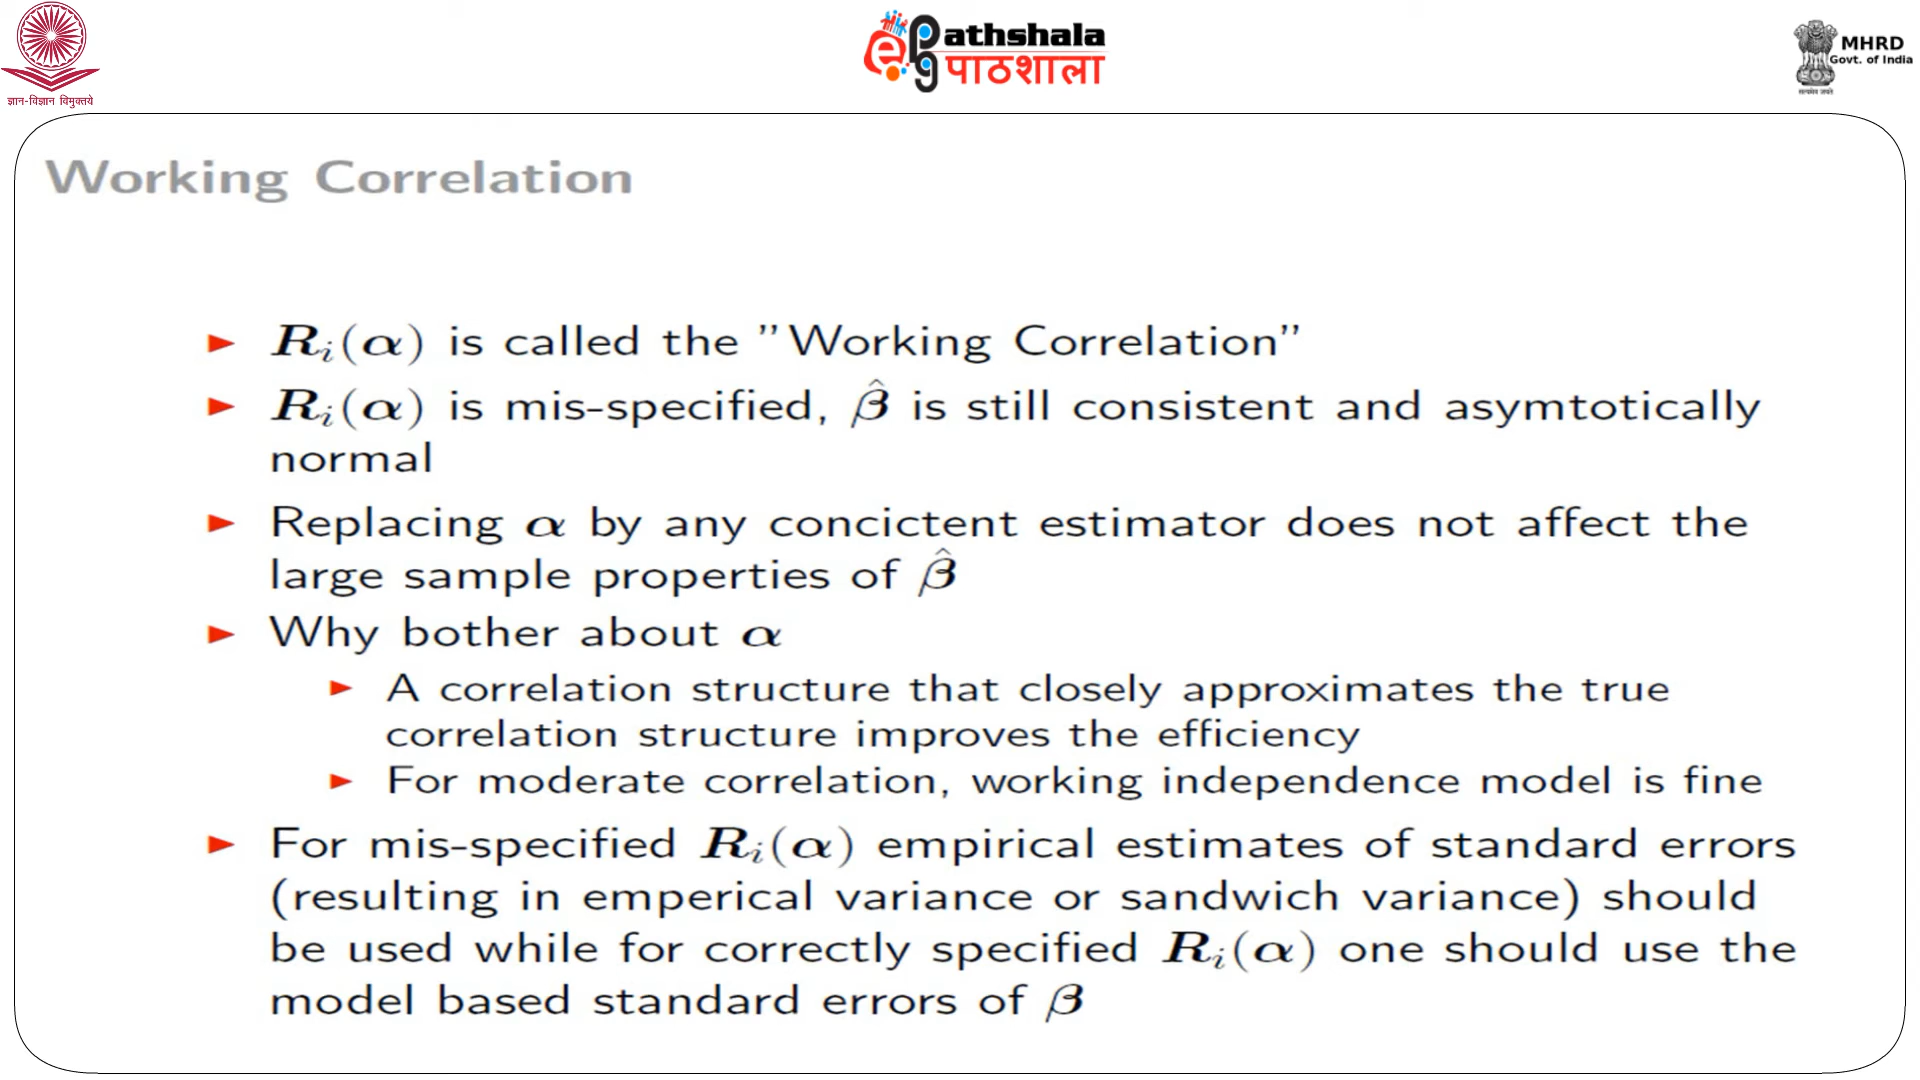 ज्ञान-विज्ञान विमुक्तये
ePathshala
पाठशाला
MHRD
Govt. of India
सत्यमेव जयते
Working Correlation
► R_i(α) is called the ”Working Correlation”
► R_i(α) is mis-specified, β̂ is still consistent and asymtotically
normal
► Replacing α by any concictent estimator does not affect the
large sample properties of β̂
► Why bother about α
► A correlation structure that closely approximates the true
correlation structure improves the efficiency
► For moderate correlation, working independence model is fine
► For mis-specified R_i(α) empirical estimates of standard errors
(resulting in emperical variance or sandwich variance) should
be used while for correctly specified R_i(α) one should use the
model based standard errors of β